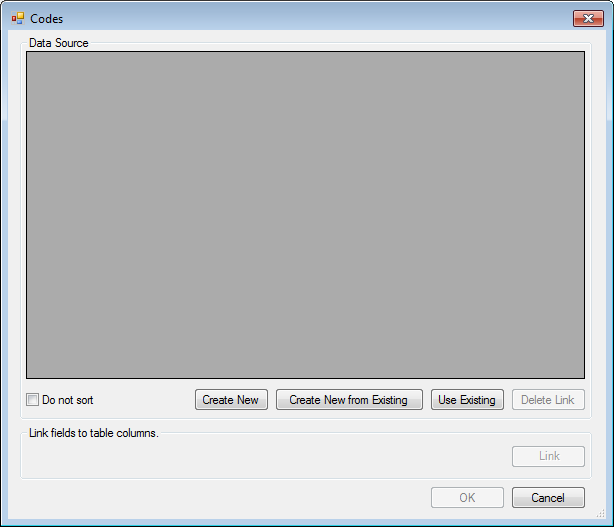 Codes
Data Source
Do not sort Create New Create New from Existing Use Existing Delete Link
Link fields to table columns.
Link
OK Cancel